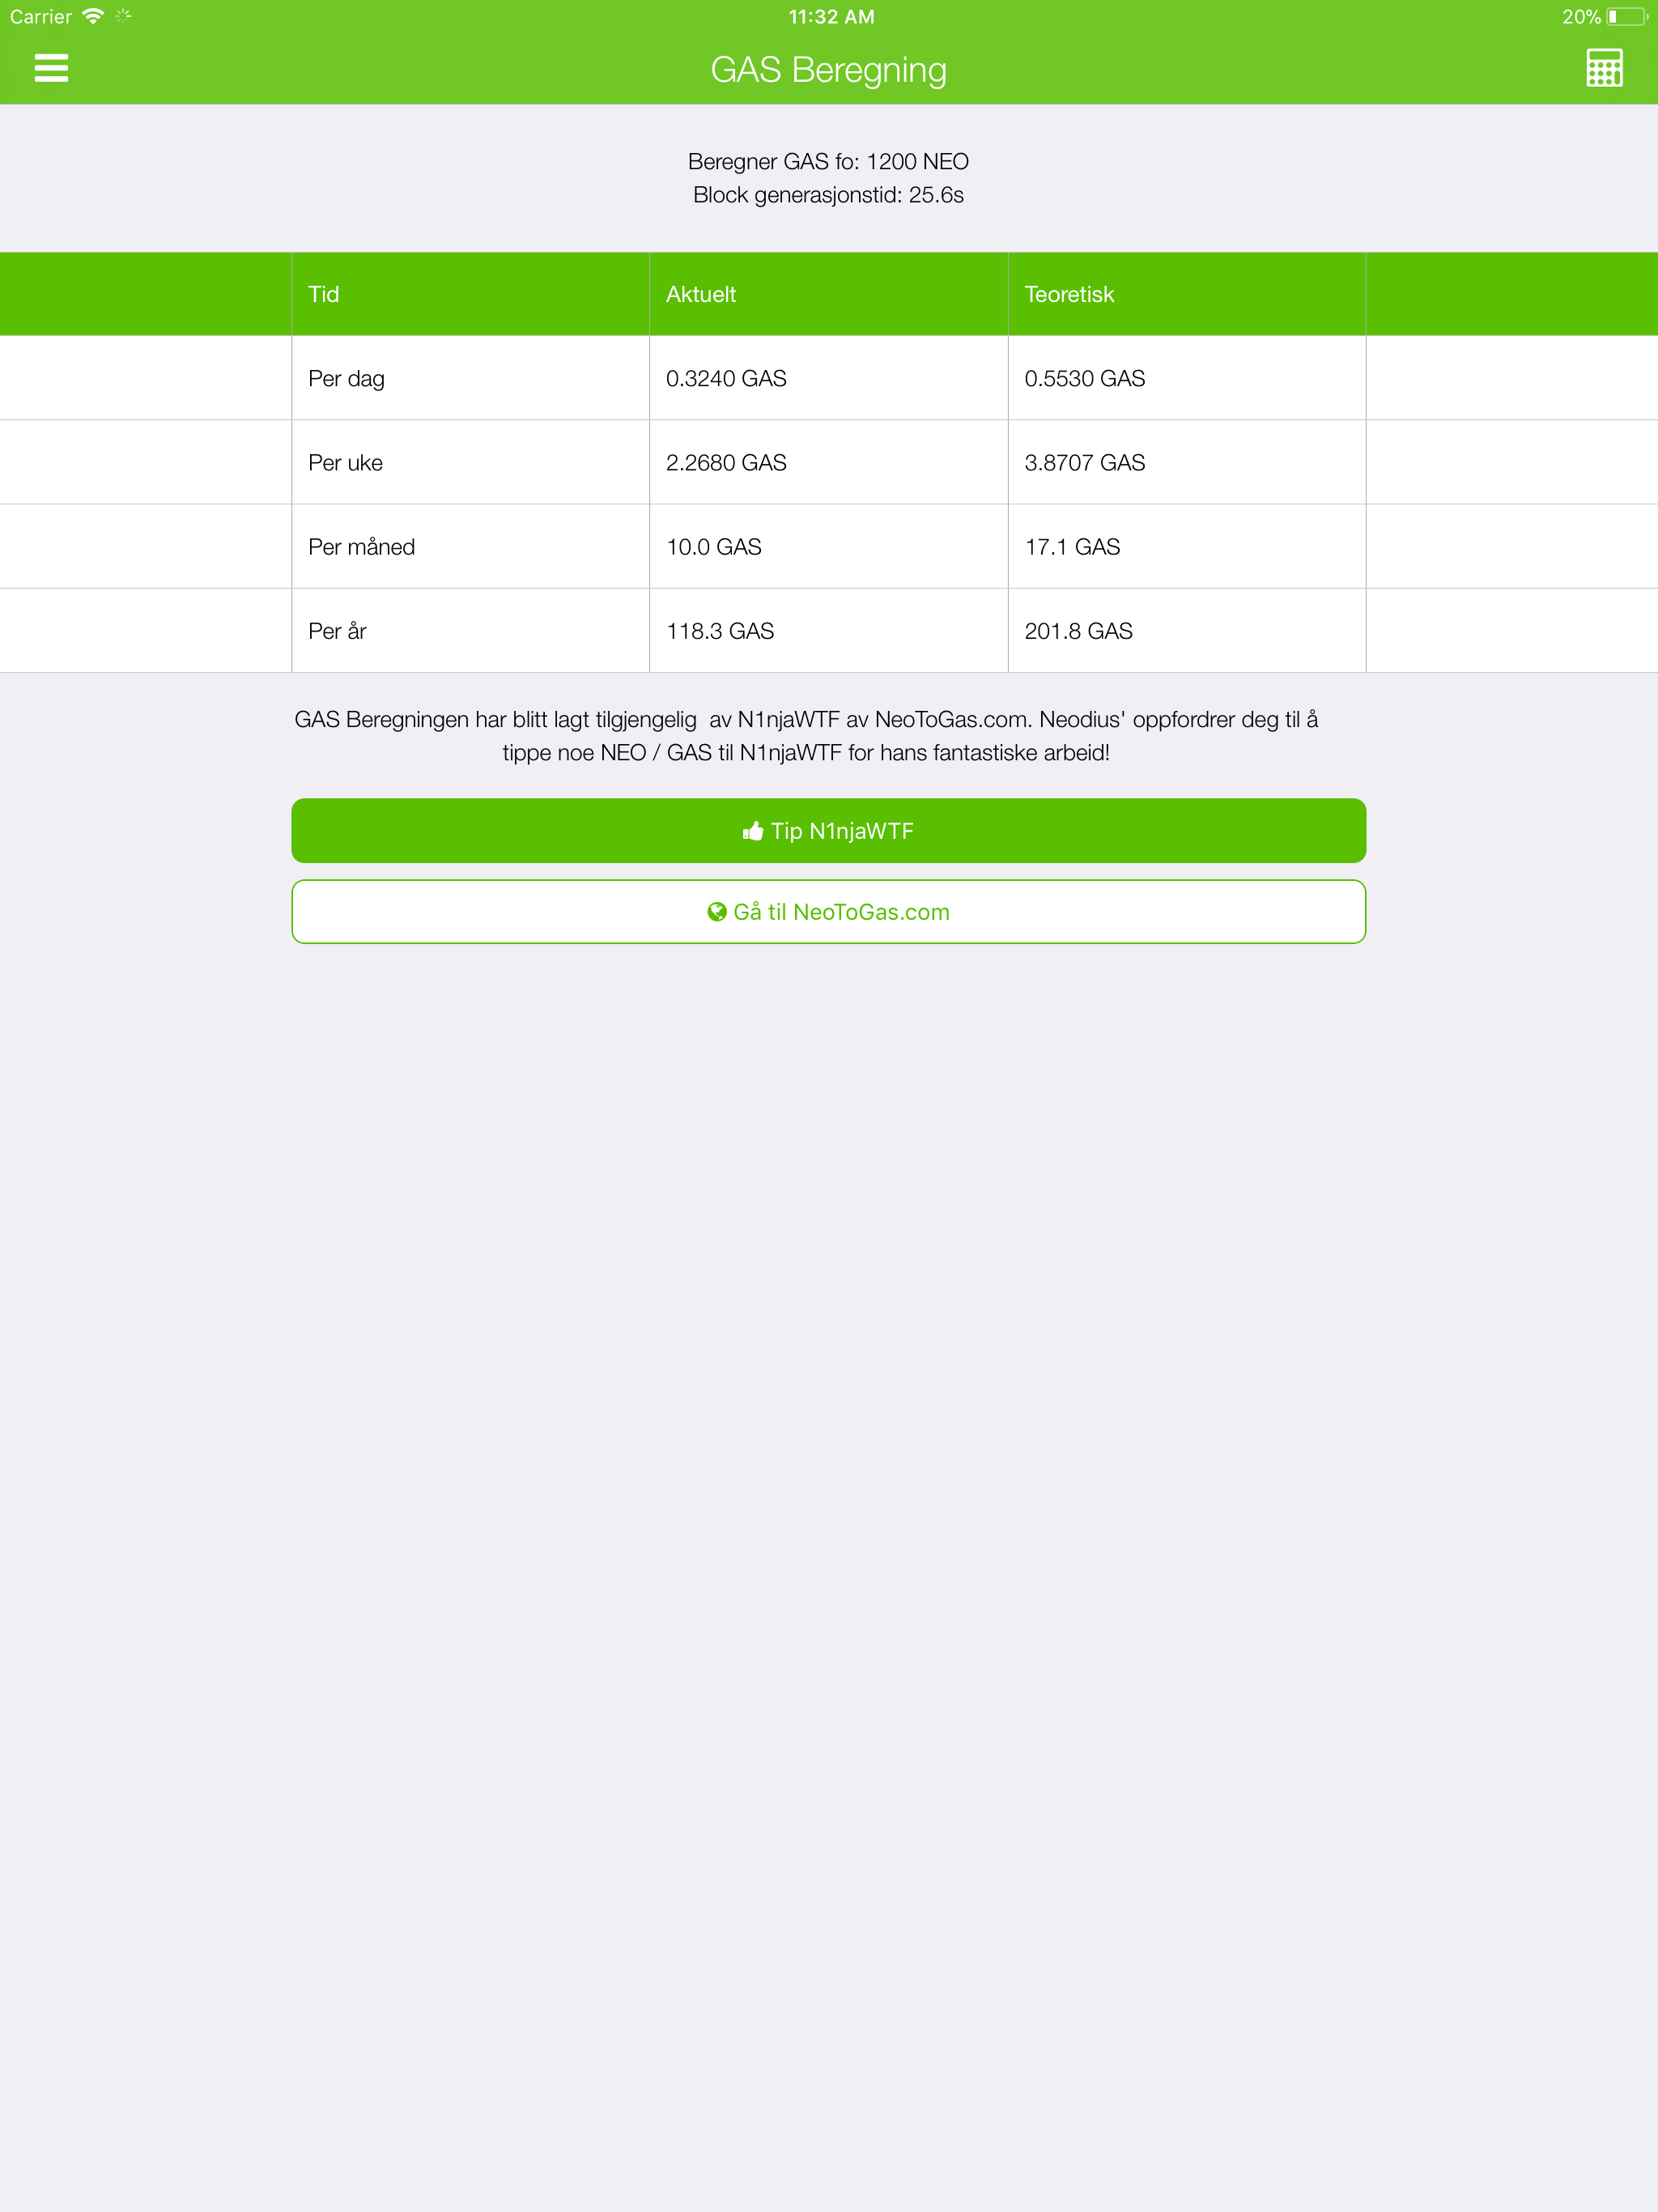 Carrier 11:32 AM 20%
GAS Beregning
Beregner GAS fo: 1200 NEO
Block generasjonstid: 25.6s
Tid Aktuelt Teoretisk
Per dag 0.3240 GAS 0.5530 GAS
Per uke 2.2680 GAS 3.8707 GAS
Per måned 10.0 GAS 17.1 GAS
Per år 118.3 GAS 201.8 GAS
GAS Beregningen har blitt lagt tilgjengelig  av N1njaWTF av NeoToGas.com. Neodius' oppfordrer deg til å
tippe noe NEO / GAS til N1njaWTF for hans fantastiske arbeid!
Tip N1njaWTF
Gå til NeoToGas.com